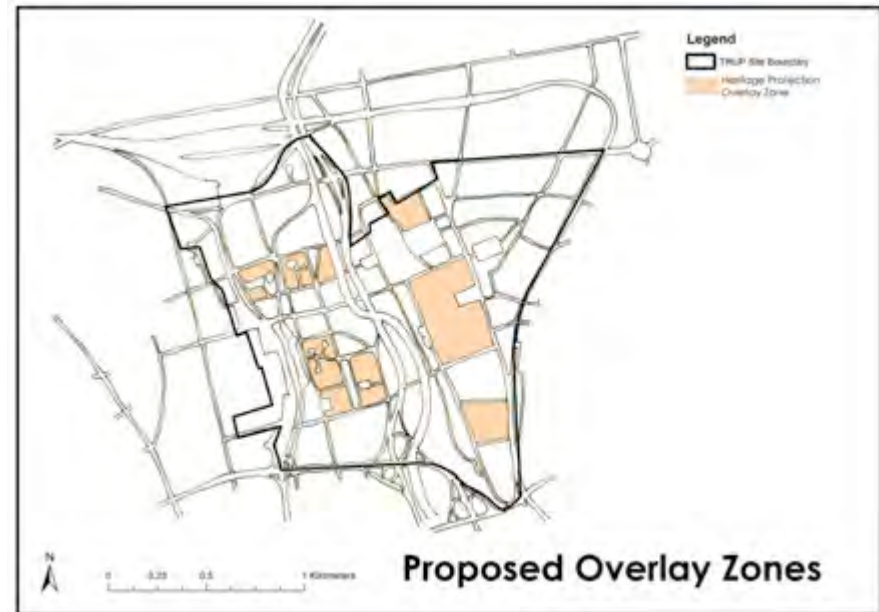 Legend
TRUP Site Boundary
Heritage Protection
Overlay Zone
N
0 0.25 0.5 1 Kilometers
Proposed Overlay Zones